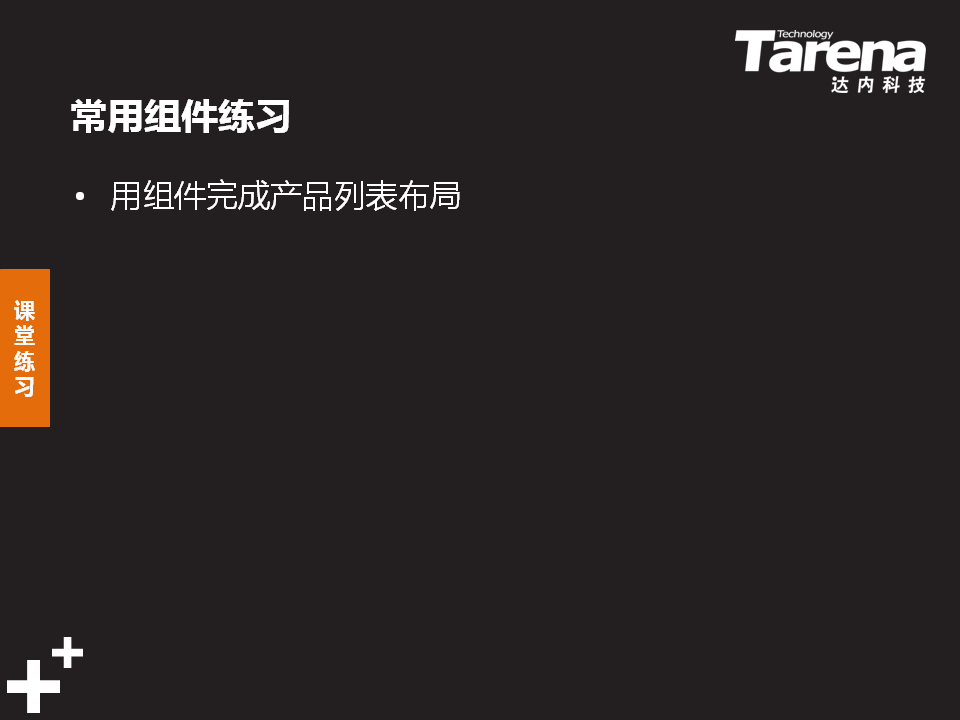 Technology
Tarena
达内科技
常用组件练习
• 用组件完成产品列表布局
课
堂
练
习